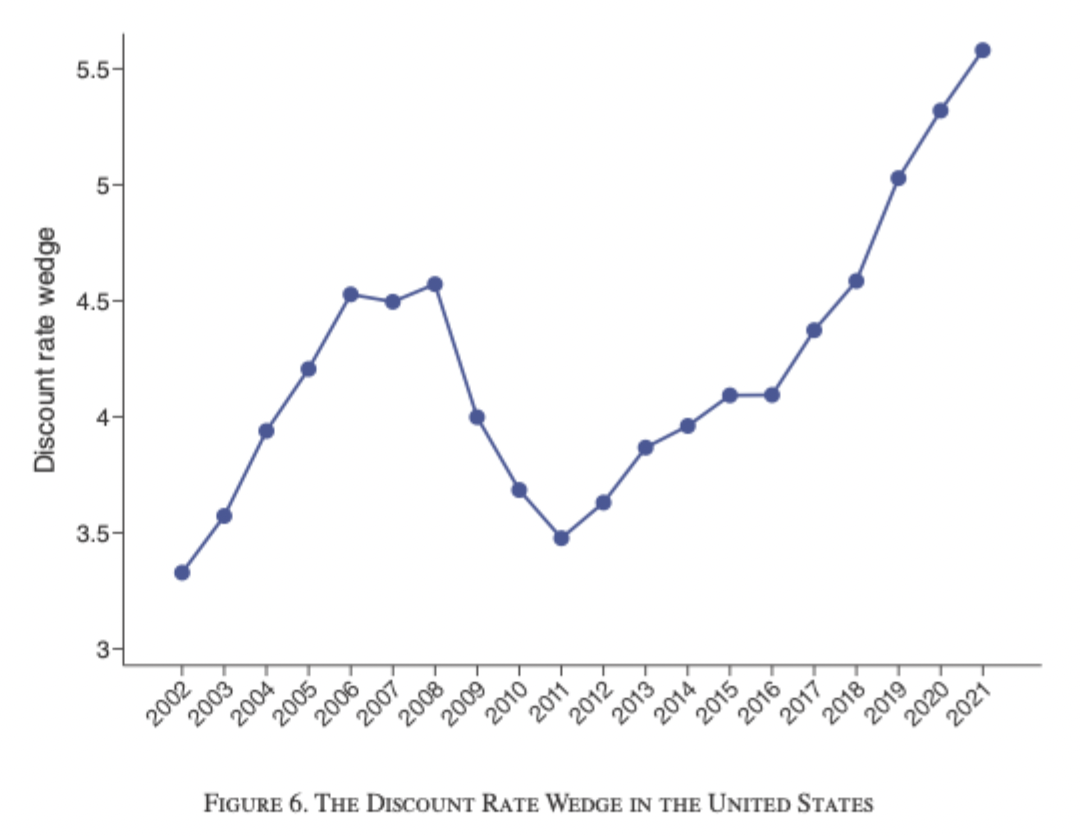 5.5
5
4.5
4
3.5
3
Discount rate wedge
2002 2003 2004 2005 2006 2007 2008 2009 2010 2011 2012 2013 2014 2015 2016 2017 2018 2019 2020 2021
FIGURE 6. THE DISCOUNT RATE WEDGE IN THE UNITED STATES